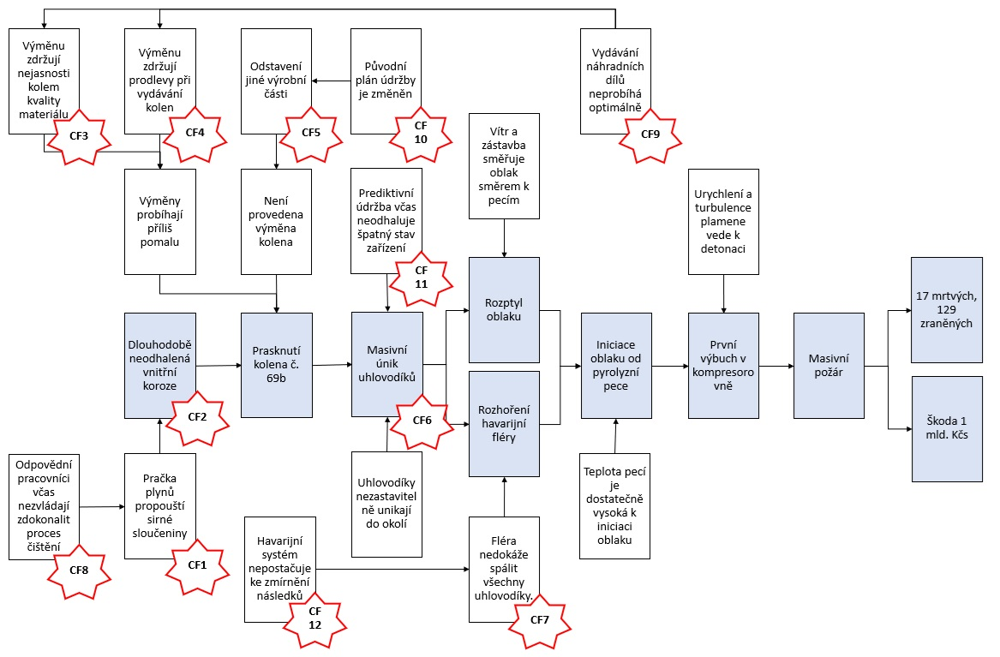 Výměnu
zdržují
nejasnosti
kolem
kvality
materiálu
CF3
Výměnu
zdržují
prodlevy při
vydávání
kolen
CF4
Odstavení
jiné výrobní
části
CF5
Původní
plán údržby
je změněn
CF
10
Vydávání
náhradních
dílů
neprobíhá
optimálně
CF9
Vítr a
zástavba
směřuje
oblak
směrem k
pecím
Výměny
probíhají
příliš
pomalu
Není
provedena
výměna
kolena
Prediktivní
údržba včas
neodhaluje
špatný stav
zařízení
CF
11
Urychlení a
turbulence
plamene
vede k
detonaci
Rozptyl
oblaku
17 mrtvých,
129
zraněných
Dlouhodobě
neodhalená
vnitřní
koroze
CF2
Prasknutí
kolena č.
69b
Masivní
únik
uhlovodíků
CF6
Iniciace
oblaku od
pyrolyzní
pece
První
výbuch v
kompresoro
vně
Masivní
požár
Rozhoření
havarijní
fléry
Škoda 1
mld. Kčs
Odpovědní
pracovníci
včas
nezvládají
zdokonalit
proces
čištění
CF8
Pračka
plynů
propouští
sirné
sloučeniny
CF1
Uhlovodíky
nezastavitel
ně unikají
do okolí
Teplota pecí
je
dostatečně
vysoká k
iniciaci
oblaku
Havarijní
systém
nepostačuje
ke zmírnění
následků
CF
12
Fléra
nedokáže
spálit
všechny
uhlovodíky.
CF7